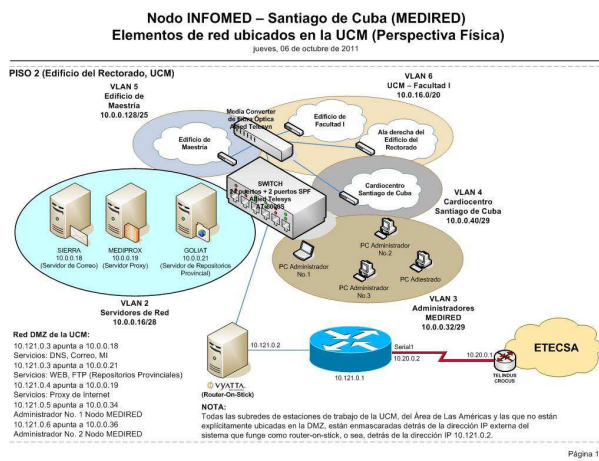 Nodo INFOMED – Santiago de Cuba (MEDIRED)
Elementos de red ubicados en la UCM (Perspectiva Física)
jueves, 06 de octubre de 2011
PISO 2 (Edificio del Rectorado, UCM)
VLAN 5
Edificio de
Maestría
10.0.0.128/25
VLAN 6
UCM – Facultad I
10.0.16.0/20
Media Converter
de Fibra Óptica
Allied Telesyn
Edificio de
Facultad I
Ala derecha del
Edificio del
Rectorado
Edificio de
Maestría
SWITCH
24 puertos + 2 puertos SPF
Allied Telesys
Cardiocentro
Santiago de Cuba
VLAN 4
Cardiocentro
Santiago de Cuba
10.0.0.40/29
SIERRA
10.0.0.18
(Servidor de Correo)
MEDIPROX
10.0.0.19
(Servidor Proxy)
GOLIAT
10.0.0.21
(Servidor de Repositorios
Provincial)
PC Administrador
No.1
PC Administrador
No.2
PC Administrador
No.3
PC Adiestrado
VLAN 2
Servidores de Red
10.0.0.16/28
VLAN 3
Administradores
MEDIRED
10.0.0.32/29
Red DMZ de la UCM:
10.121.0.3 apunta a 10.0.0.18
Servicios: DNS, Correo, MI
10.121.0.3 apunta a 10.0.0.21
Servicios: WEB, FTP (Repositorios Provinciales)
10.121.0.4 apunta a 10.0.0.19
Servicios: Proxy de Internet
10.121.0.5 apunta a 10.0.0.34
Administrador No. 1 Nodo MEDIRED
10.121.0.6 apunta a 10.0.0.36
Administrador No. 2 Nodo MEDIRED
10.121.0.2
VYATTA
(Router-On-Stick)
10.121.0.1
Serial1
10.20.0.2
10.20.0.1
TELINDUS
CROCUS
ETECSA
NOTA:
Todas las subredes de estaciones de trabajo de la UCM, del Área de Las Américas y las que no están
explícitamente ubicadas en la DMZ, están enmascaradas detrás de la dirección IP externa del
sistema que funge como router-on-stick, o sea, detrás de la dirección IP 10.121.0.2.
Página 1